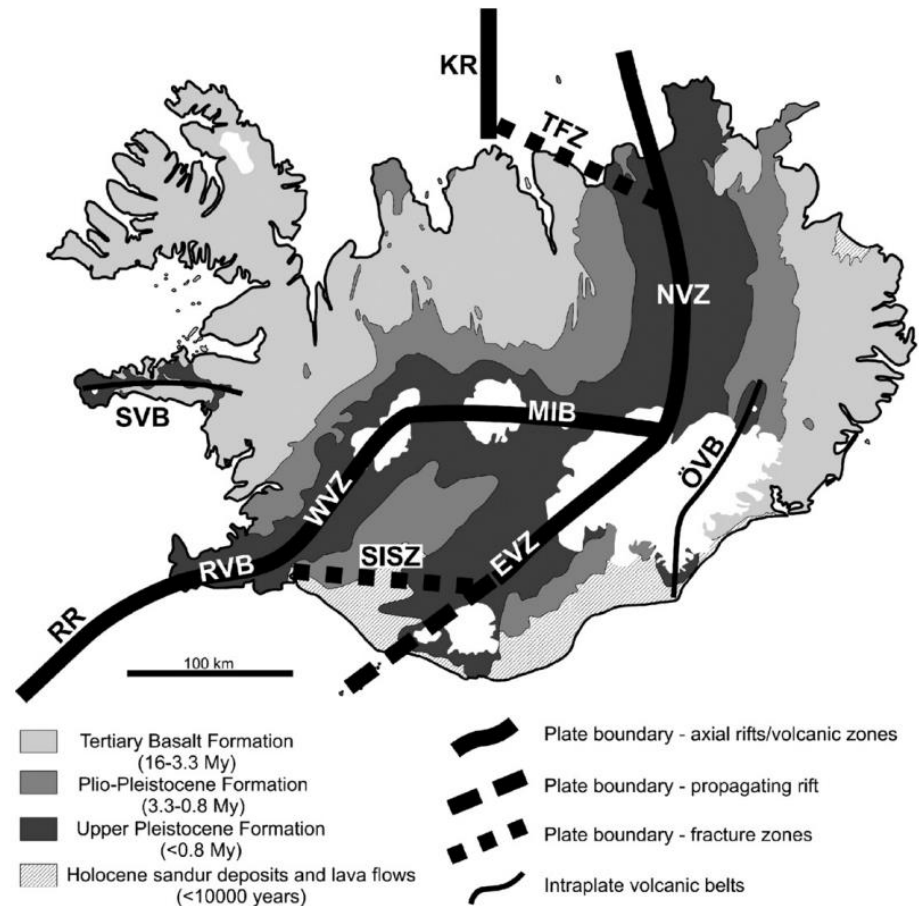 KR
TFZ
NVZ
SVB
MIB
ÖVB
WVZ
EVZ
SISZ
RVB
RR
100 km
Tertiary Basalt Formation
(16-3.3 My)
Plio-Pleistocene Formation
(3.3-0.8 My)
Upper Pleistocene Formation
(<0.8 My)
Holocene sandur deposits and lava flows
(<10000 years)
Plate boundary - axial rifts/volcanic zones
Plate boundary - propagating rift
Plate boundary - fracture zones
Intraplate volcanic belts